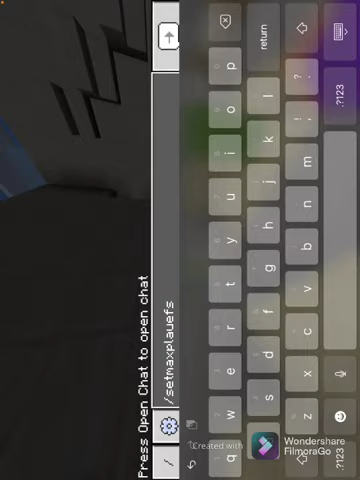 Press Open Chat to open chat
/setmaxplauefs
/
q w e r t y u i o p
a s d f g h j k l return
z x c v b n m ! ? 
.?123 .?123
Created with
Wondershare
FilmoraGo